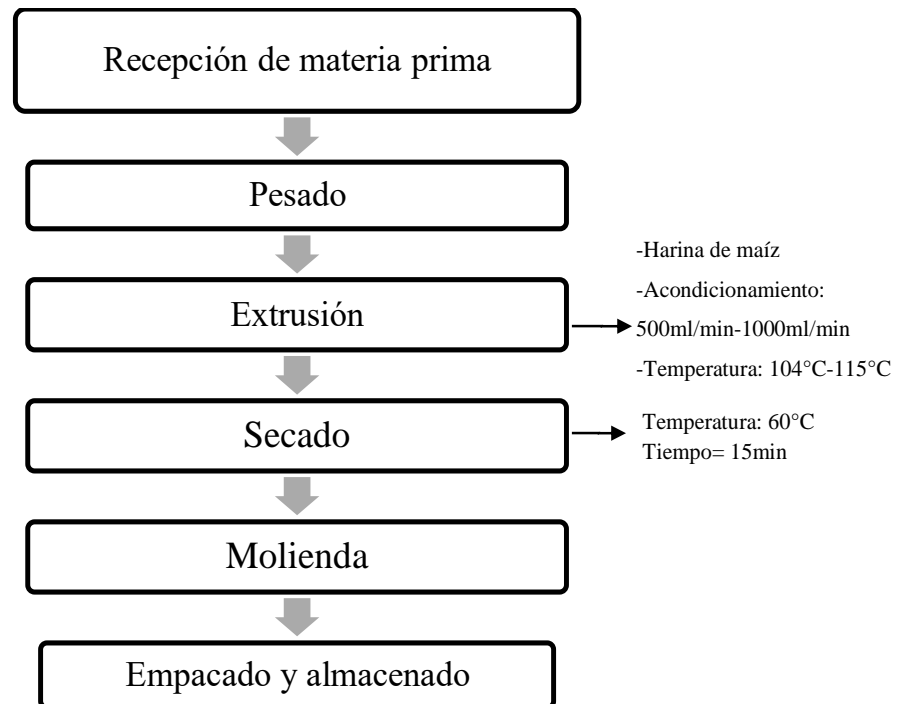 Recepción de materia prima
Pesado
Extrusión
-Harina de maíz
-Acondicionamiento:
500ml/min-1000ml/min
-Temperatura: 104°C-115°C
Secado
Temperatura: 60°C
Tiempo= 15min
Molienda
Empacado y almacenado